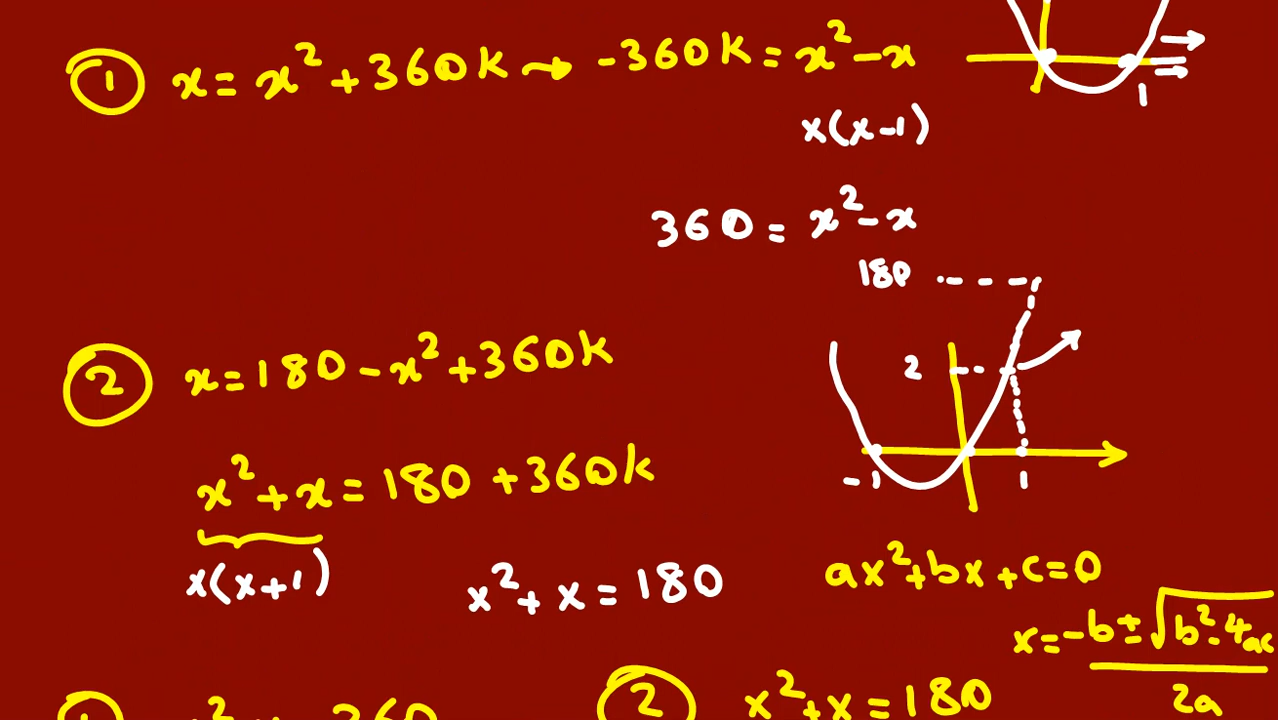 ① x = x² + 360k → -360k = x² - x
1
x(x-1)
360 = x² - x
180
② x = 180 - x² + 360k
2
x² + x = 180 + 360k
-1 1
x(x+1)
x² + x = 180
ax² + bx + c = 0
x = -b ± √b² - 4ac
2a
② x² + x = 180